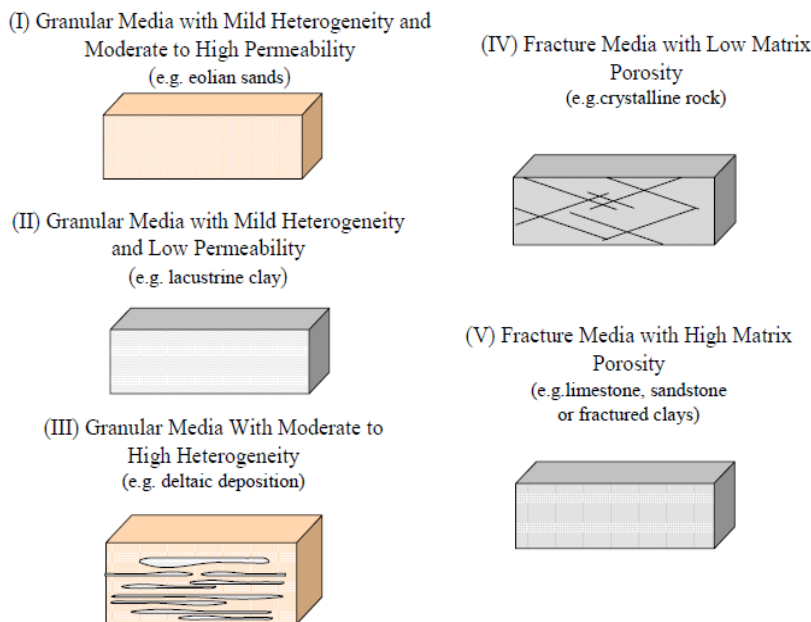 (I) Granular Media with Mild Heterogeneity and
Moderate to High Permeability
(e.g. eolian sands)
(II) Granular Media with Mild Heterogeneity
and Low Permeability
(e.g. lacustrine clay)
(III) Granular Media With Moderate to
High Heterogeneity
(e.g. deltaic deposition)
(IV) Fracture Media with Low Matrix
Porosity
(e.g.crystalline rock)
(V) Fracture Media with High Matrix
Porosity
(e.g.limestone, sandstone
or fractured clays)